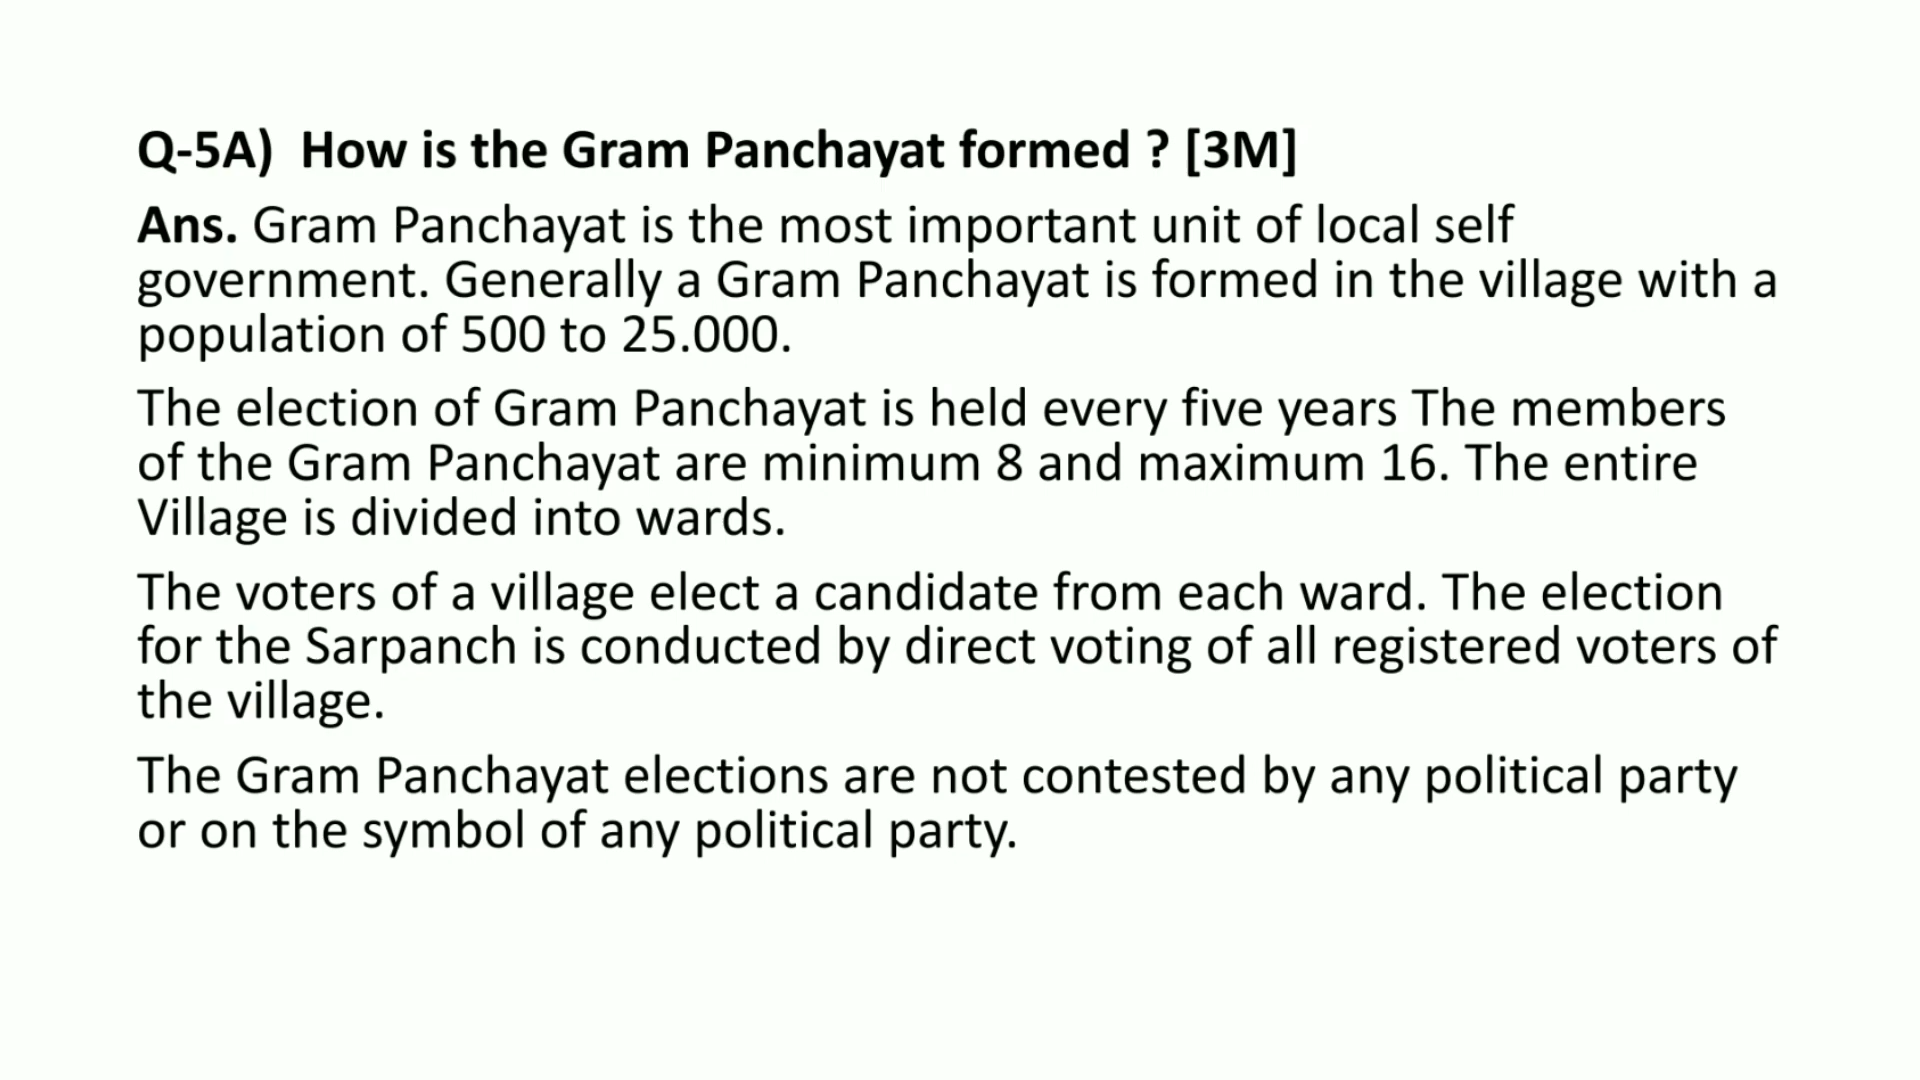 Q-5A)  How is the Gram Panchayat formed ? [3M]
Ans. Gram Panchayat is the most important unit of local self
government. Generally a Gram Panchayat is formed in the village with a
population of 500 to 25.000.
The election of Gram Panchayat is held every five years The members
of the Gram Panchayat are minimum 8 and maximum 16. The entire
Village is divided into wards.
The voters of a village elect a candidate from each ward. The election
for the Sarpanch is conducted by direct voting of all registered voters of
the village.
The Gram Panchayat elections are not contested by any political party
or on the symbol of any political party.